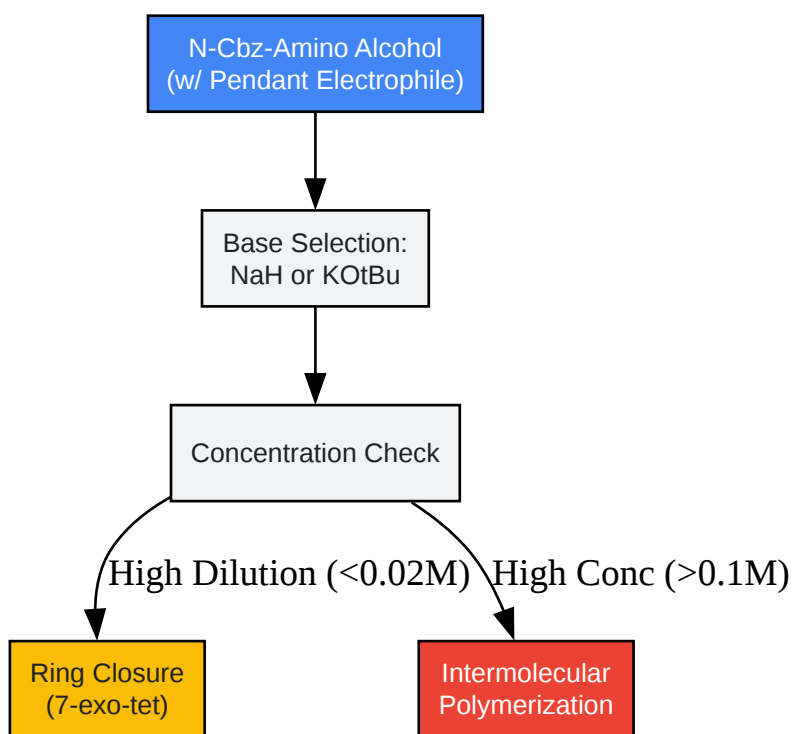 N-Cbz-Amino Alcohol
(w/ Pendant Electrophile)
Base Selection:
NaH or KOtBu
Concentration Check
High Dilution (<0.02M)
High Conc (>0.1M)
Ring Closure
(7-exo-tet)
Intermolecular
Polymerization